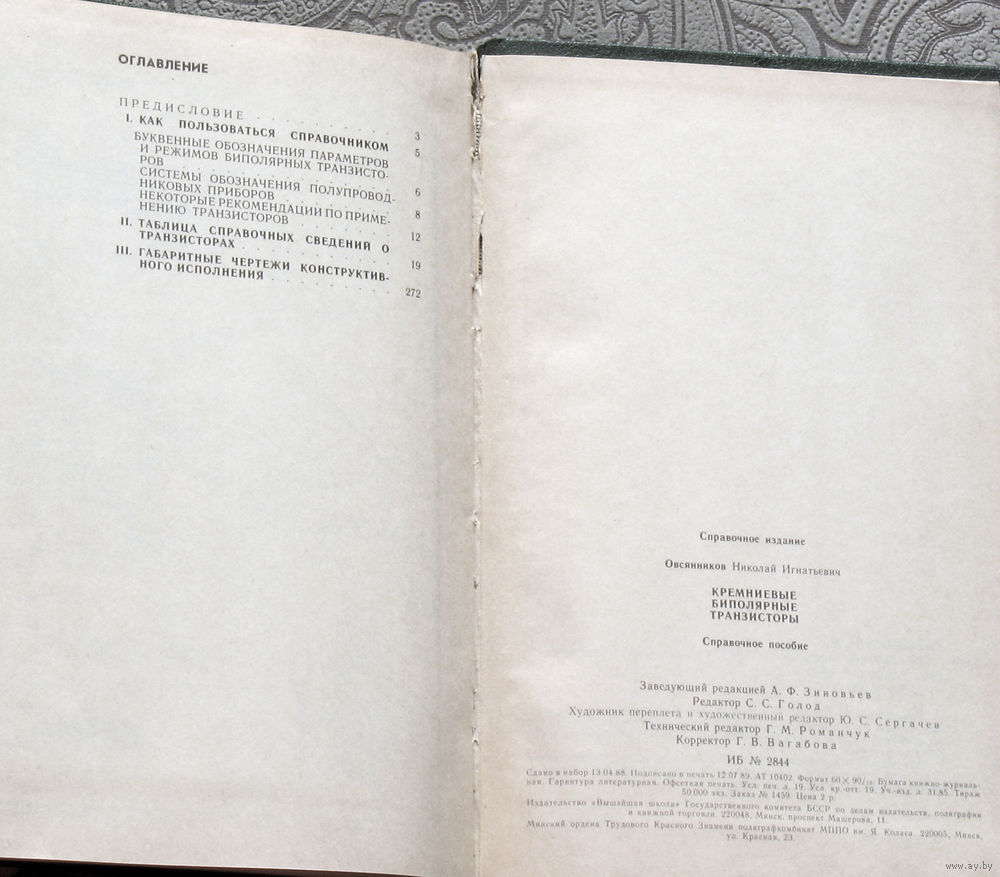 ОГЛАВЛЕНИЕ
ПРЕДИСЛОВИЕ . . . . . . . . . . . 3
I. КАК ПОЛЬЗОВАТЬСЯ СПРАВОЧНИКОМ 5
БУКВЕННЫЕ ОБОЗНАЧЕНИЯ ПАРАМЕТРОВ
И РЕЖИМОВ БИПОЛЯРНЫХ ТРАНЗИСТО-
РОВ . . . . . . . . . . . 6
СИСТЕМЫ ОБОЗНАЧЕНИЯ ПОЛУПРОВОД-
НИКОВЫХ ПРИБОРОВ . . . . . . . 8
НЕКОТОРЫЕ РЕКОМЕНДАЦИИ ПО ПРИМЕ-
НЕНИЮ ТРАНЗИСТОРОВ . . . . . . 12
II. ТАБЛИЦА СПРАВОЧНЫХ СВЕДЕНИЙ О
ТРАНЗИСТОРАХ . . . . . . . . . 19
III. ГАБАРИТНЫЕ ЧЕРТЕЖИ КОНСТРУКТИВ-
НОГО ИСПОЛНЕНИЯ . . . . . . . . 272
Справочное издание
Овсянников Николай Игнатьевич
КРЕМНИЕВЫЕ
БИПОЛЯРНЫЕ
ТРАНЗИСТОРЫ
Справочное пособие
Заведующий редакцией А. Ф. Зиновьев
Редактор С. С. Голод
Художник переплета и художественный редактор Ю. С. Сергачев
Технический редактор Г. М. Романчук
Корректор Г. В. Вагабова
ИБ № 2844
Сдано в набор 13.04.88. Подписано в печать 12.07.89. АТ 10402. Формат 60×90/16. Бумага книжно-журналь-
ная. Гарнитура литературная. Офсетная печать. Усл. печ. л. 19. Усл. кр.-отт. 19. Уч.-изд. л. 31,85. Тираж
50 000 экз. Заказ № 1459. Цена 2 р.
Издательство «Вышэйшая школа» Государственного комитета БССР по делам издательств, полиграфии
и книжной торговли. 220048, Минск, проспект Машерова, 11.
Минский ордена Трудового Красного Знамени полиграфкомбинат МППО им. Я. Коласа. 220005, Минск,
ул. Красная, 23.
www.ay.by